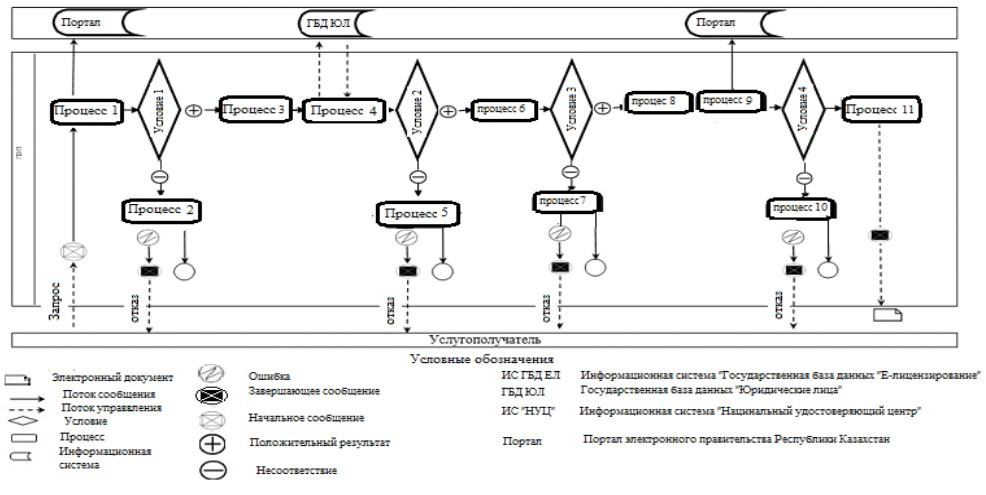 Портал
ГБД ЮЛ
Портал
Процесс 1
Условие 1
Процесс 3
Процесс 4
Условие 2
процесс 6
Условие 3
процес 8
процесс 9
Условие 4
Процесс 11
Процесс 2
Процесс 5
процесс7
процесс 10
Запрос
отказ
отказ
отказ
отказ
Услугополучатель
Условные обозначения
Электронный документ
Поток сообщения
Поток управления
Условие
Процесс
Информационная
система
Ошибка
Завершающее сообщение
Начальное сообщение
Положительный результат
Несоответствие
ИС ГБД ЕЛ Информационная система "Государственная база данных "Е-лицензирование"
ГБД ЮЛ Государственная база данных "Юридические лица"
ИС "НУЦ" Информационная система "Нацинальный удостоверяющий центр"
Портал Портал электронного правительства Республики Казахстан